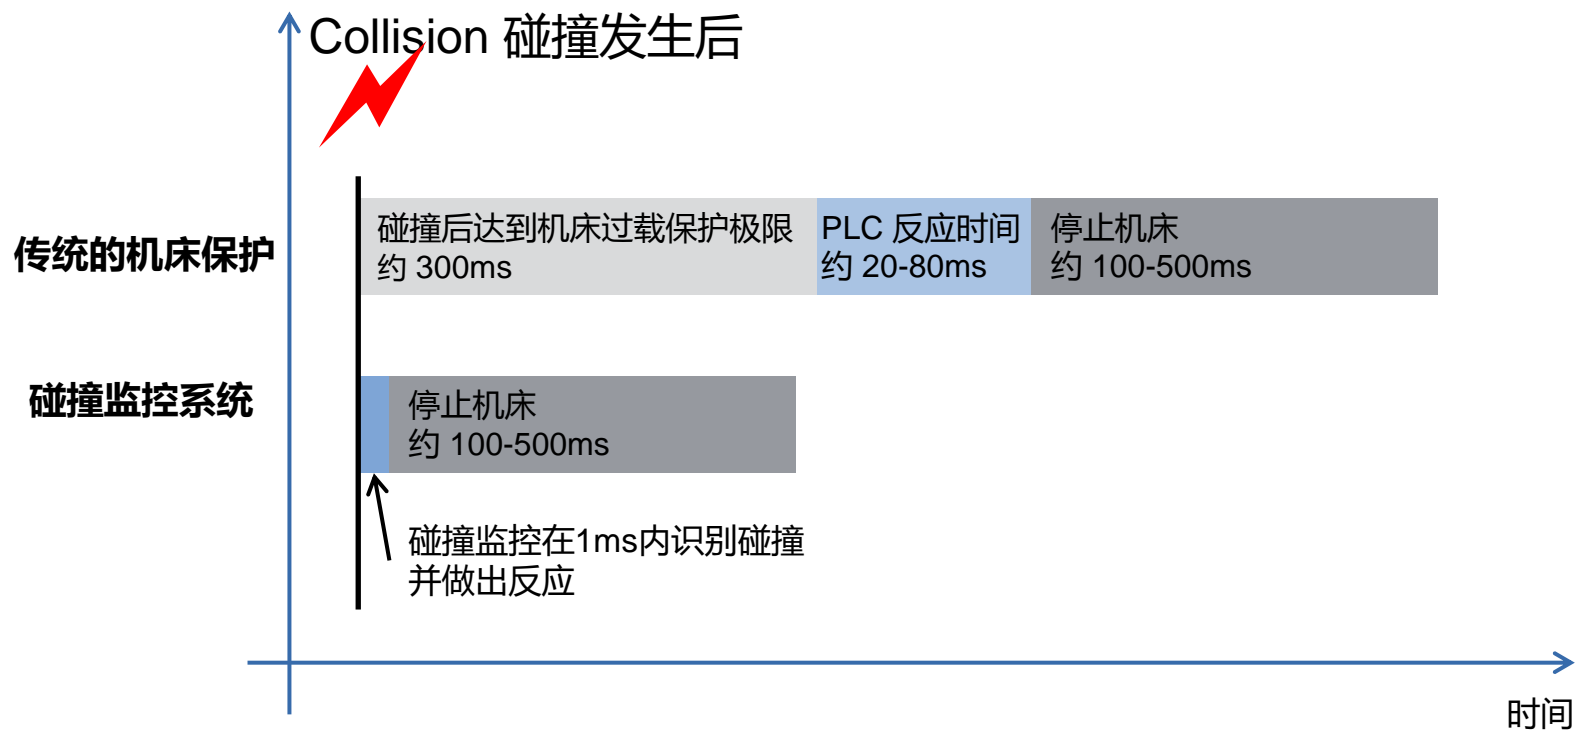 Collision 碰撞发生后
传统的机床保护
碰撞后达到机床过载保护极限
约 300ms
PLC 反应时间
约 20-80ms
停止机床
约 100-500ms
碰撞监控系统
停止机床
约 100-500ms
碰撞监控在1ms内识别碰撞
并做出反应
时间